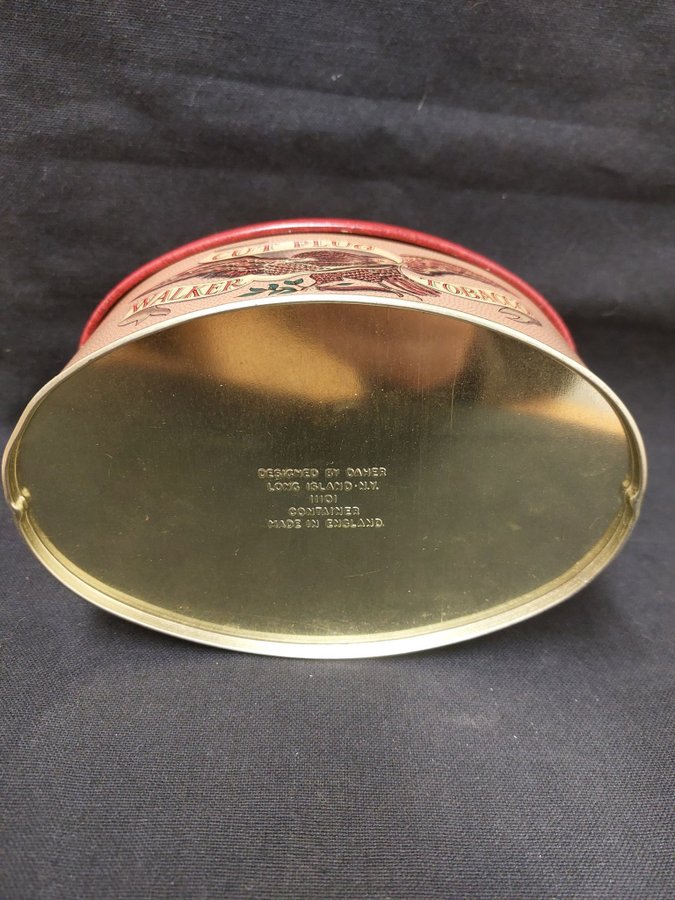 CUT PLUG
WALKER TOBACCO
DESIGNED BY DAHER
LONG ISLAND·N.Y.
11101
CONTAINER
MADE IN ENGLAND.